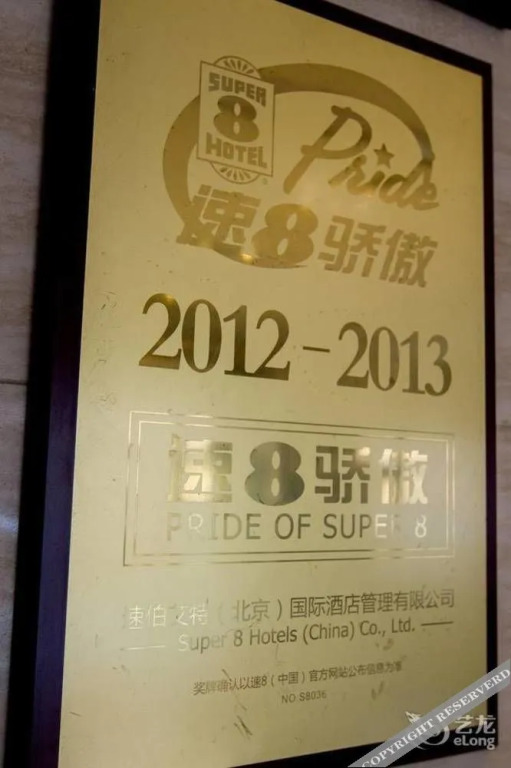 SUPER
8
HOTEL
®
Pride
速8骄傲
2012-2013
速8骄傲
PRIDE OF SUPER 8
速伯艾特（北京）国际酒店管理有限公司
Super 8 Hotels (China) Co., Ltd.
奖牌确认以速8（中国）官方网站公布信息为准
NO.S8036
艺龙
eLong
COPYRIGHT RESERVERD